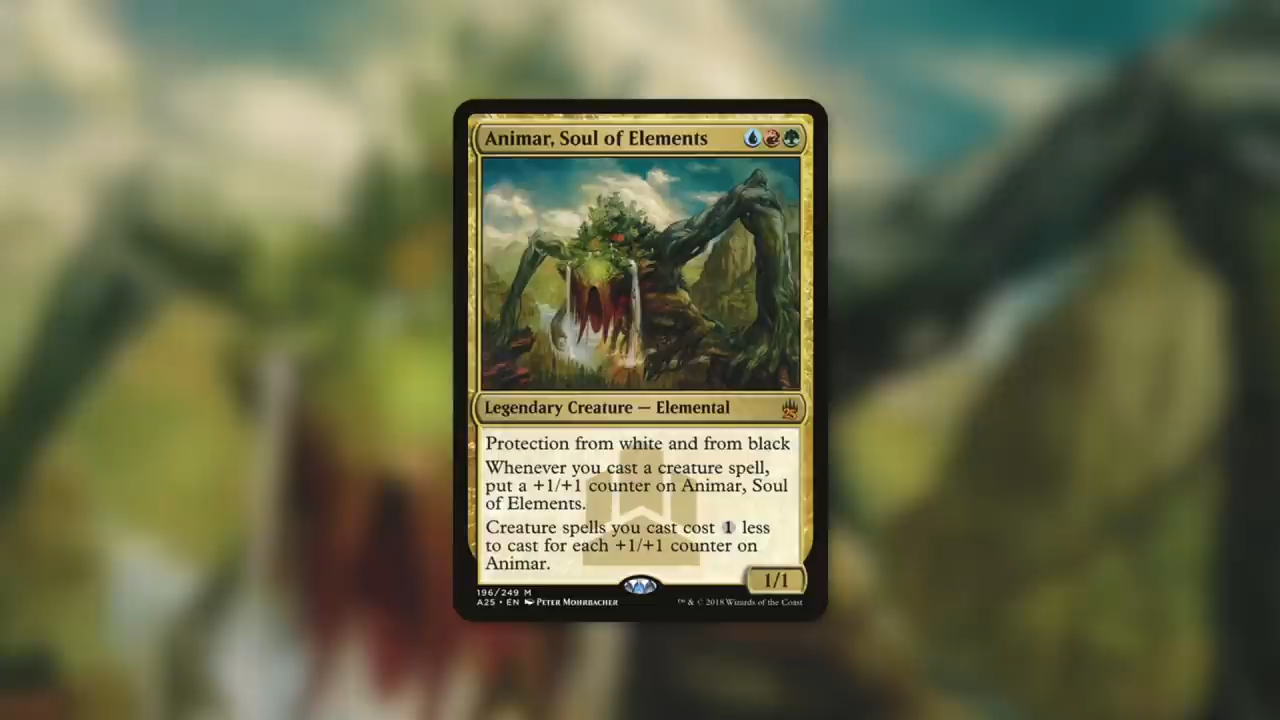 Animar, Soul of Elements
Legendary Creature — Elemental
25
Protection from white and from black
Whenever you cast a creature spell,
put a +1/+1 counter on Animar, Soul
of Elements.
Creature spells you cast cost 1 less
to cast for each +1/+1 counter on
Animar.
1/1
196/249 M
A25 • EN Peter Mohrbacher
™ & © 2018 Wizards of the Coast